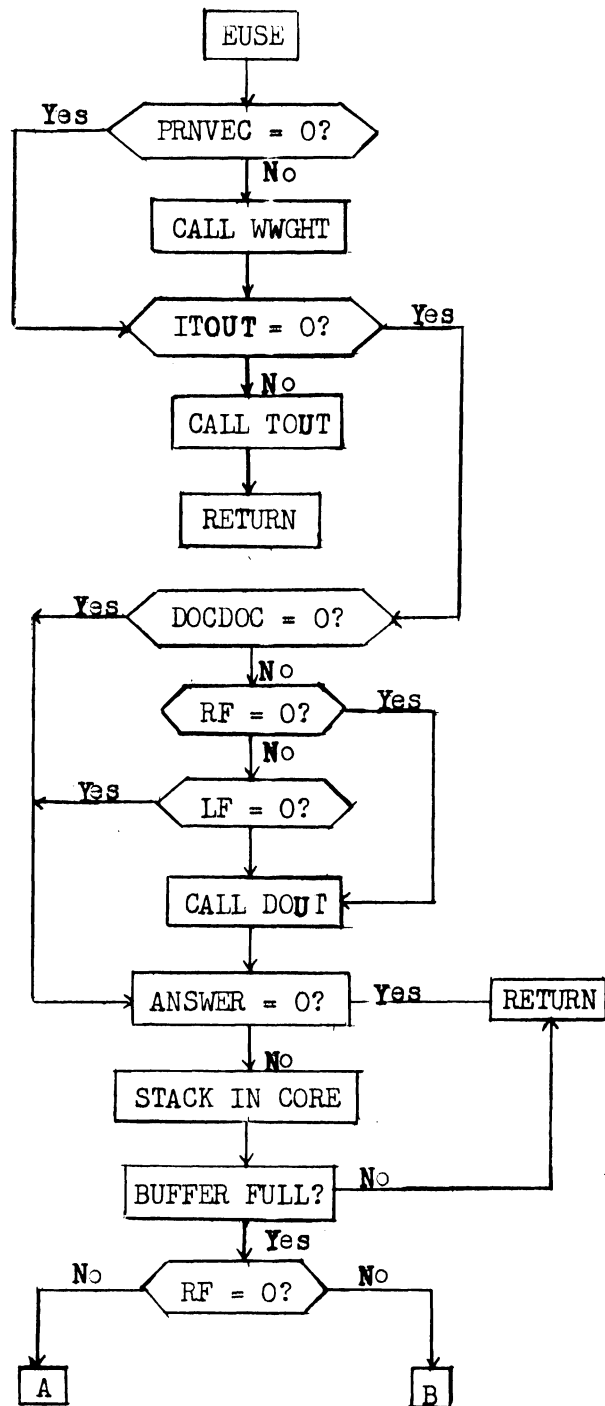 EUSE
Yes
PRNVEC = 0?
No
CALL WWGHT
ITOUT = 0?
Yes
No
CALL TOUT
RETURN
Yes
DOCDOC = 0?
No
RF = 0?
Yes
No
Yes
LF = 0?
CALL DOUT
ANSWER = 0?
Yes
RETURN
No
STACK IN CORE
BUFFER FULL?
No
Yes
No
RF = 0?
No
A
B